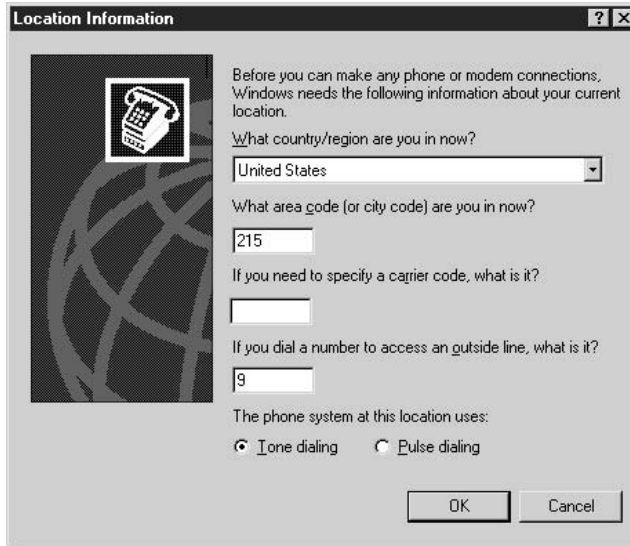 Location Information
Before you can make any phone or modem connections,
Windows needs the following information about your current
location.
What country/region are you in now?
United States
What area code (or city code) are you in now?
215
If you need to specify a carrier code, what is it?
If you dial a number to access an outside line, what is it?
9
The phone system at this location uses:
Tone dialing Pulse dialing
OK Cancel